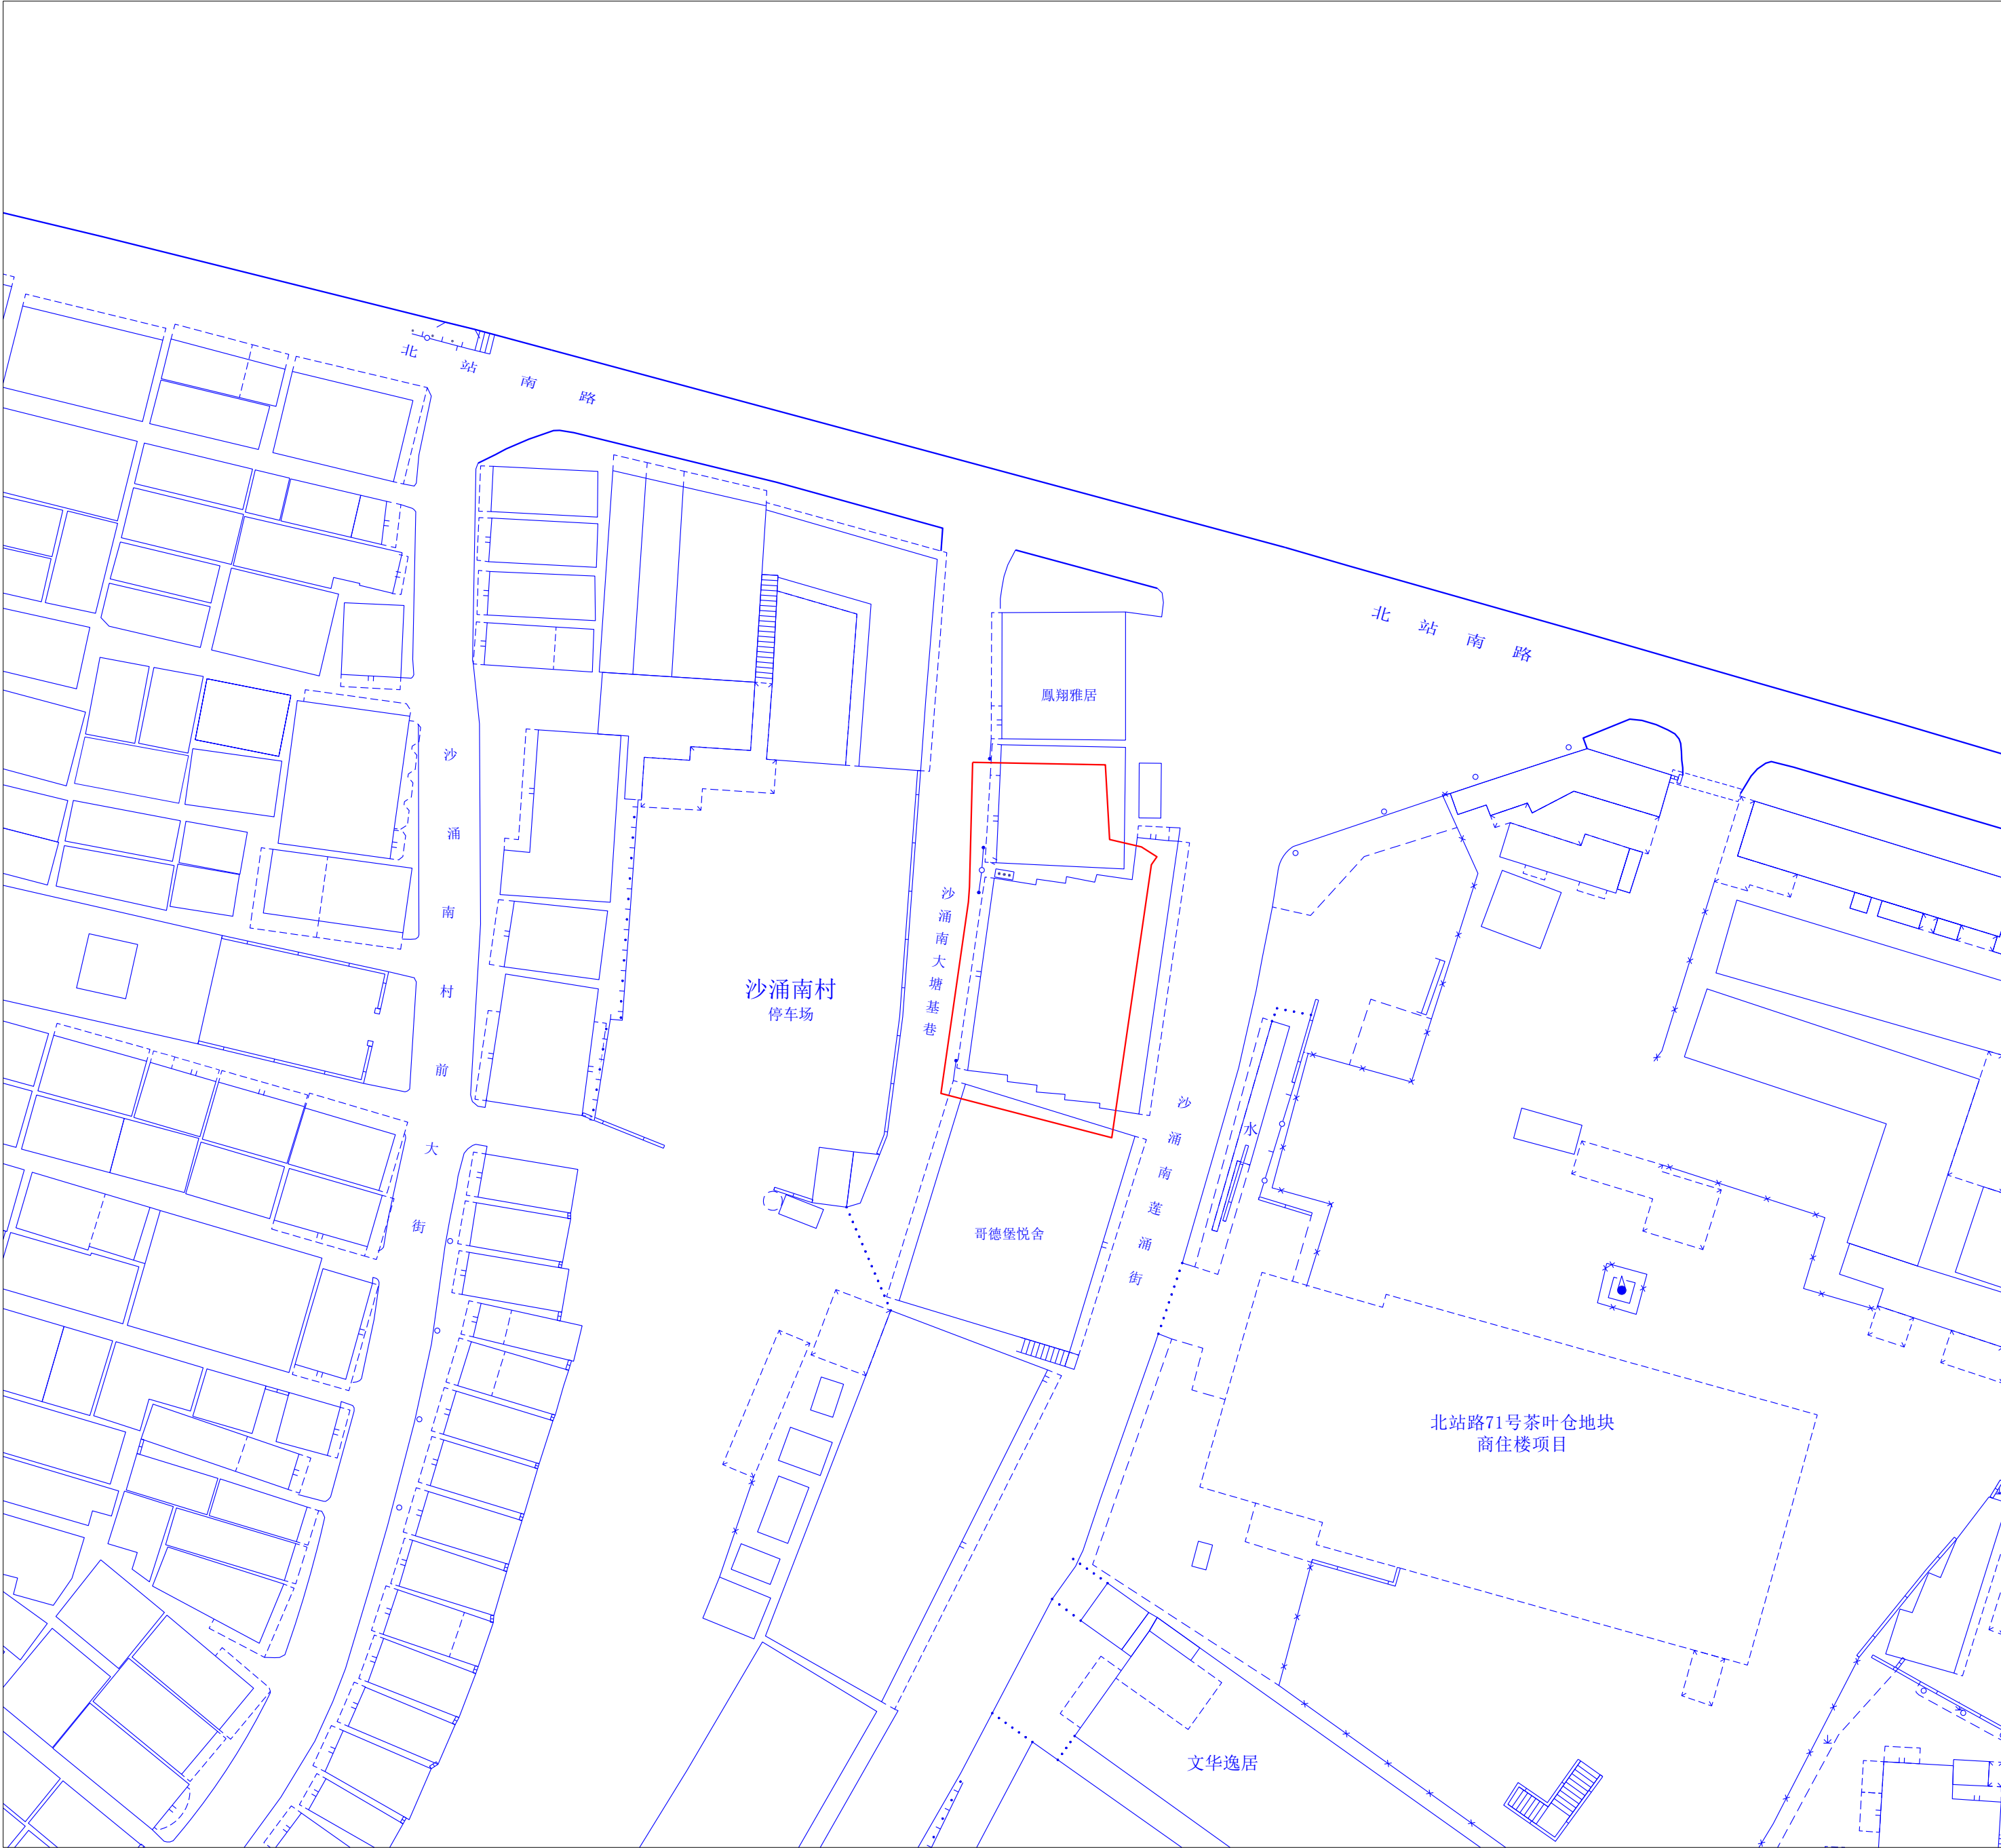 北站南路
北站南路
鳳翔雅居
沙涌南村前大街
沙涌南大塘基巷
沙涌南村
停车场
沙涌南莲涌街
水
哥德堡悦舍
北站路71号茶叶仓地块
商住楼项目
文华逸居